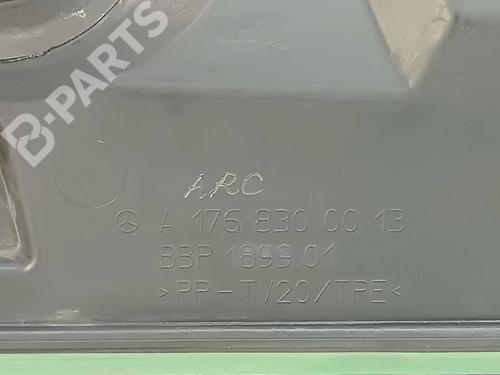 B-PARTS
ARC
A 176 830 00 13
BBP 1899.01
>PP-T/20/TPE<